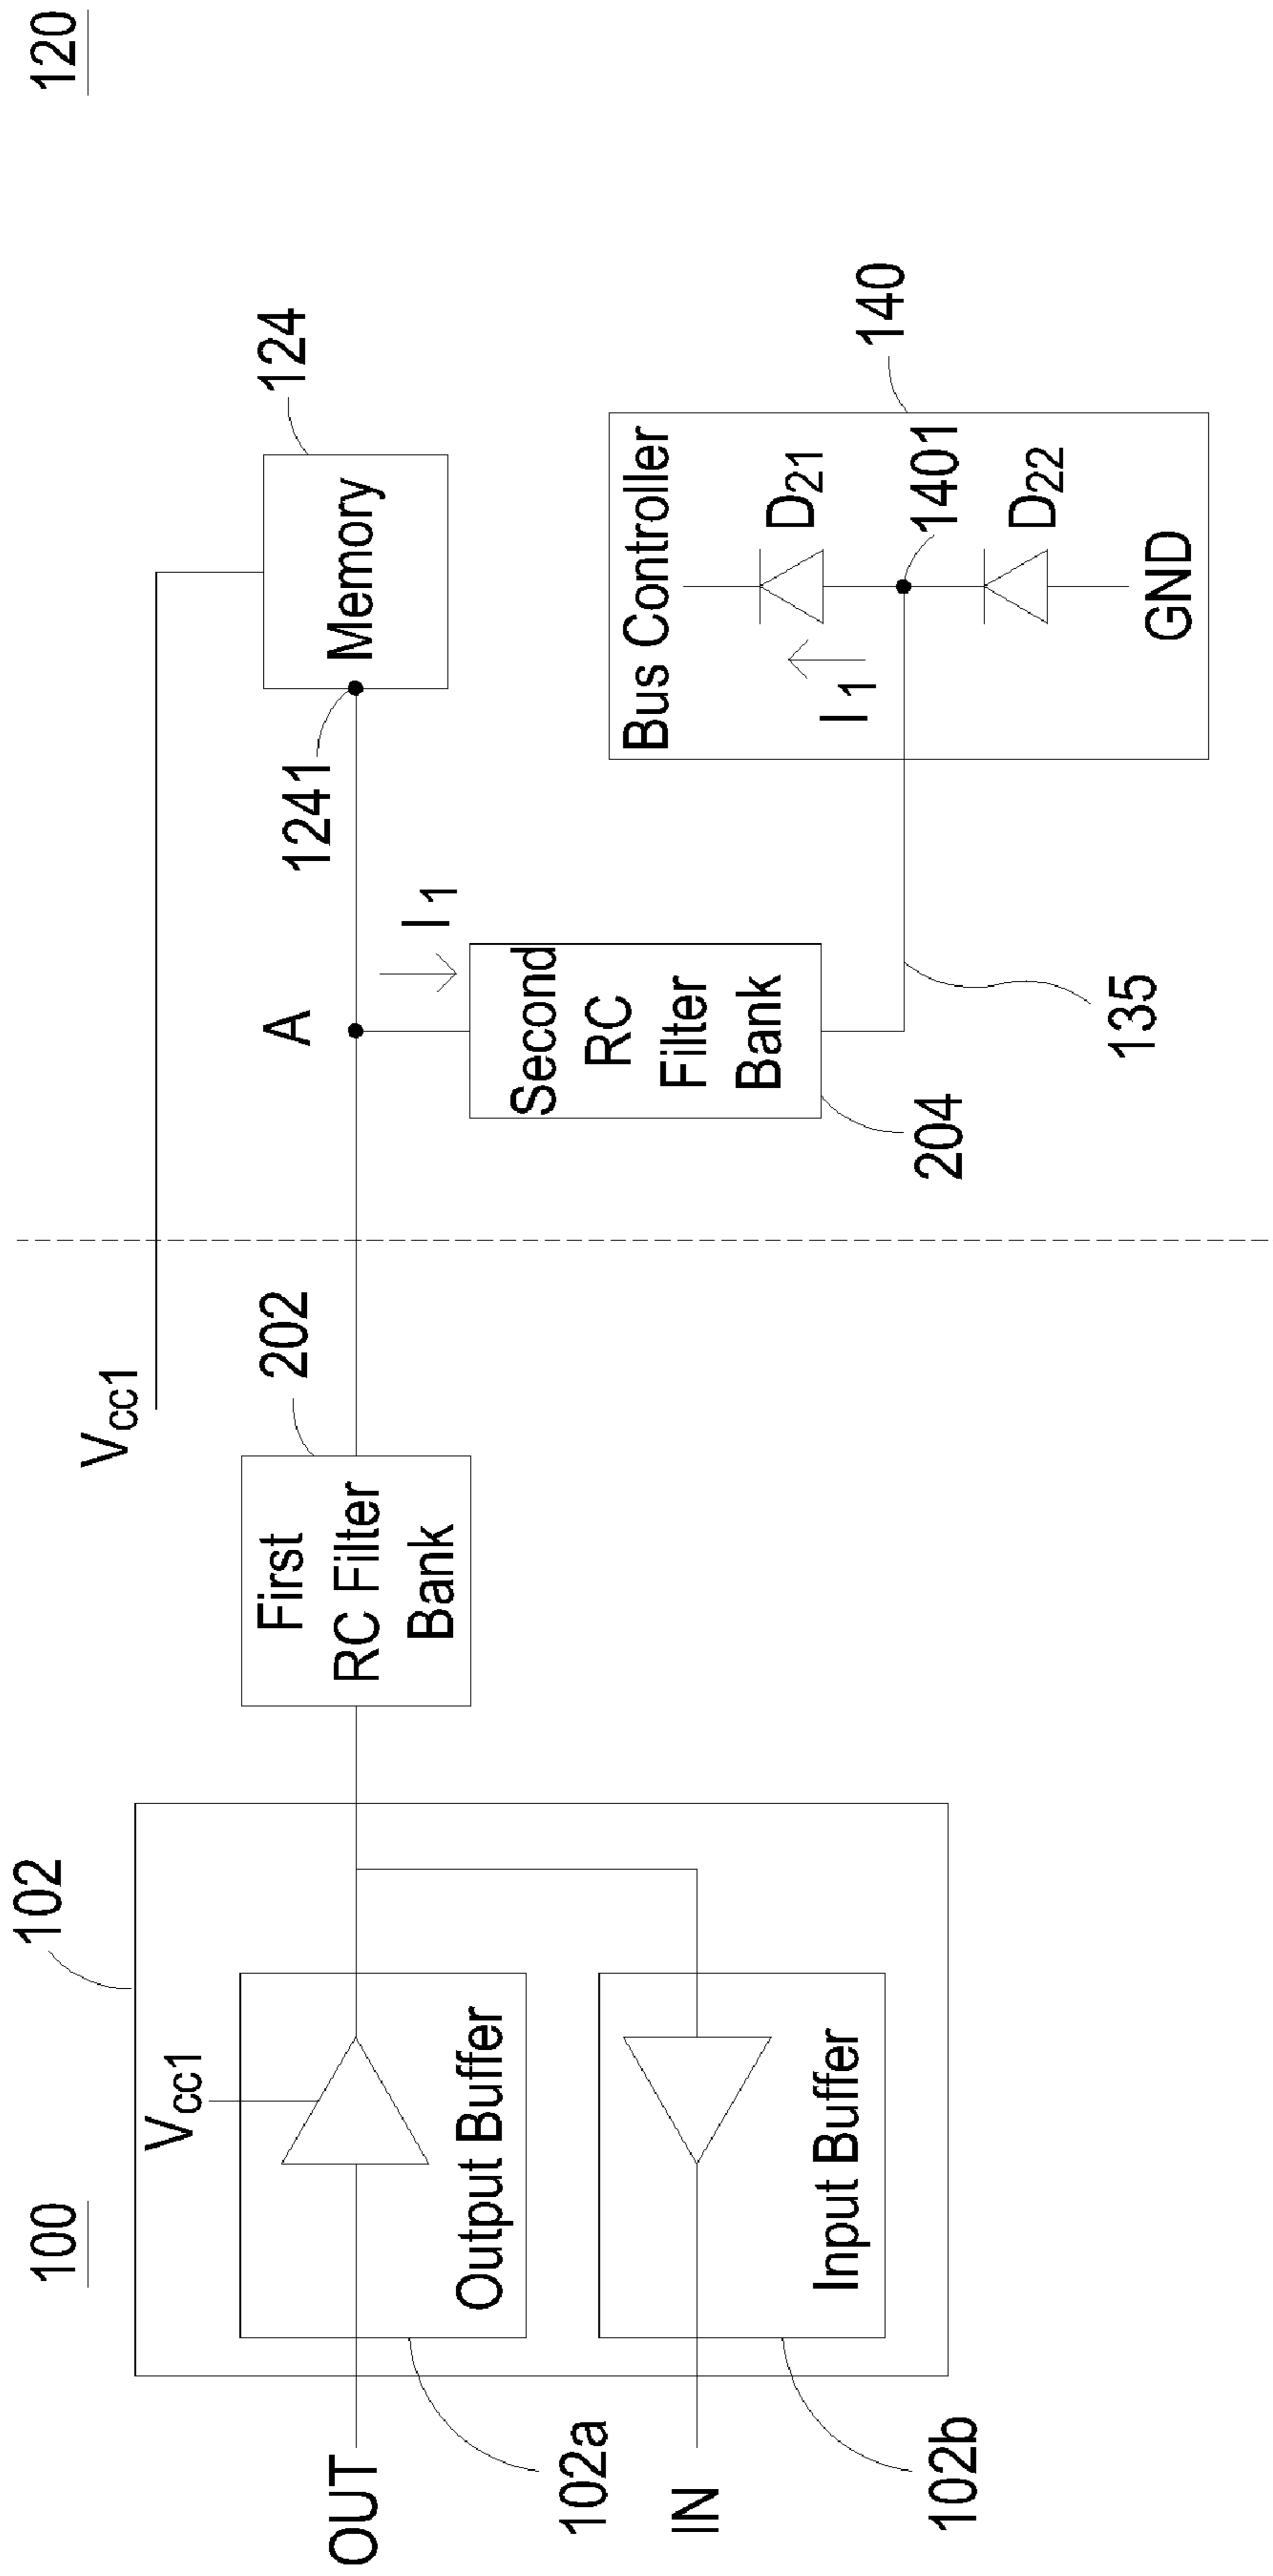 100
120
102
Vcc1
Vcc1
OUT
Output Buffer
102a
IN
Input Buffer
102b
First
RC Filter
Bank
202
A
I1
Second
RC
Filter
Bank
204
135
1241
Memory
124
Bus Controller
140
I1
D21
1401
D22
GND